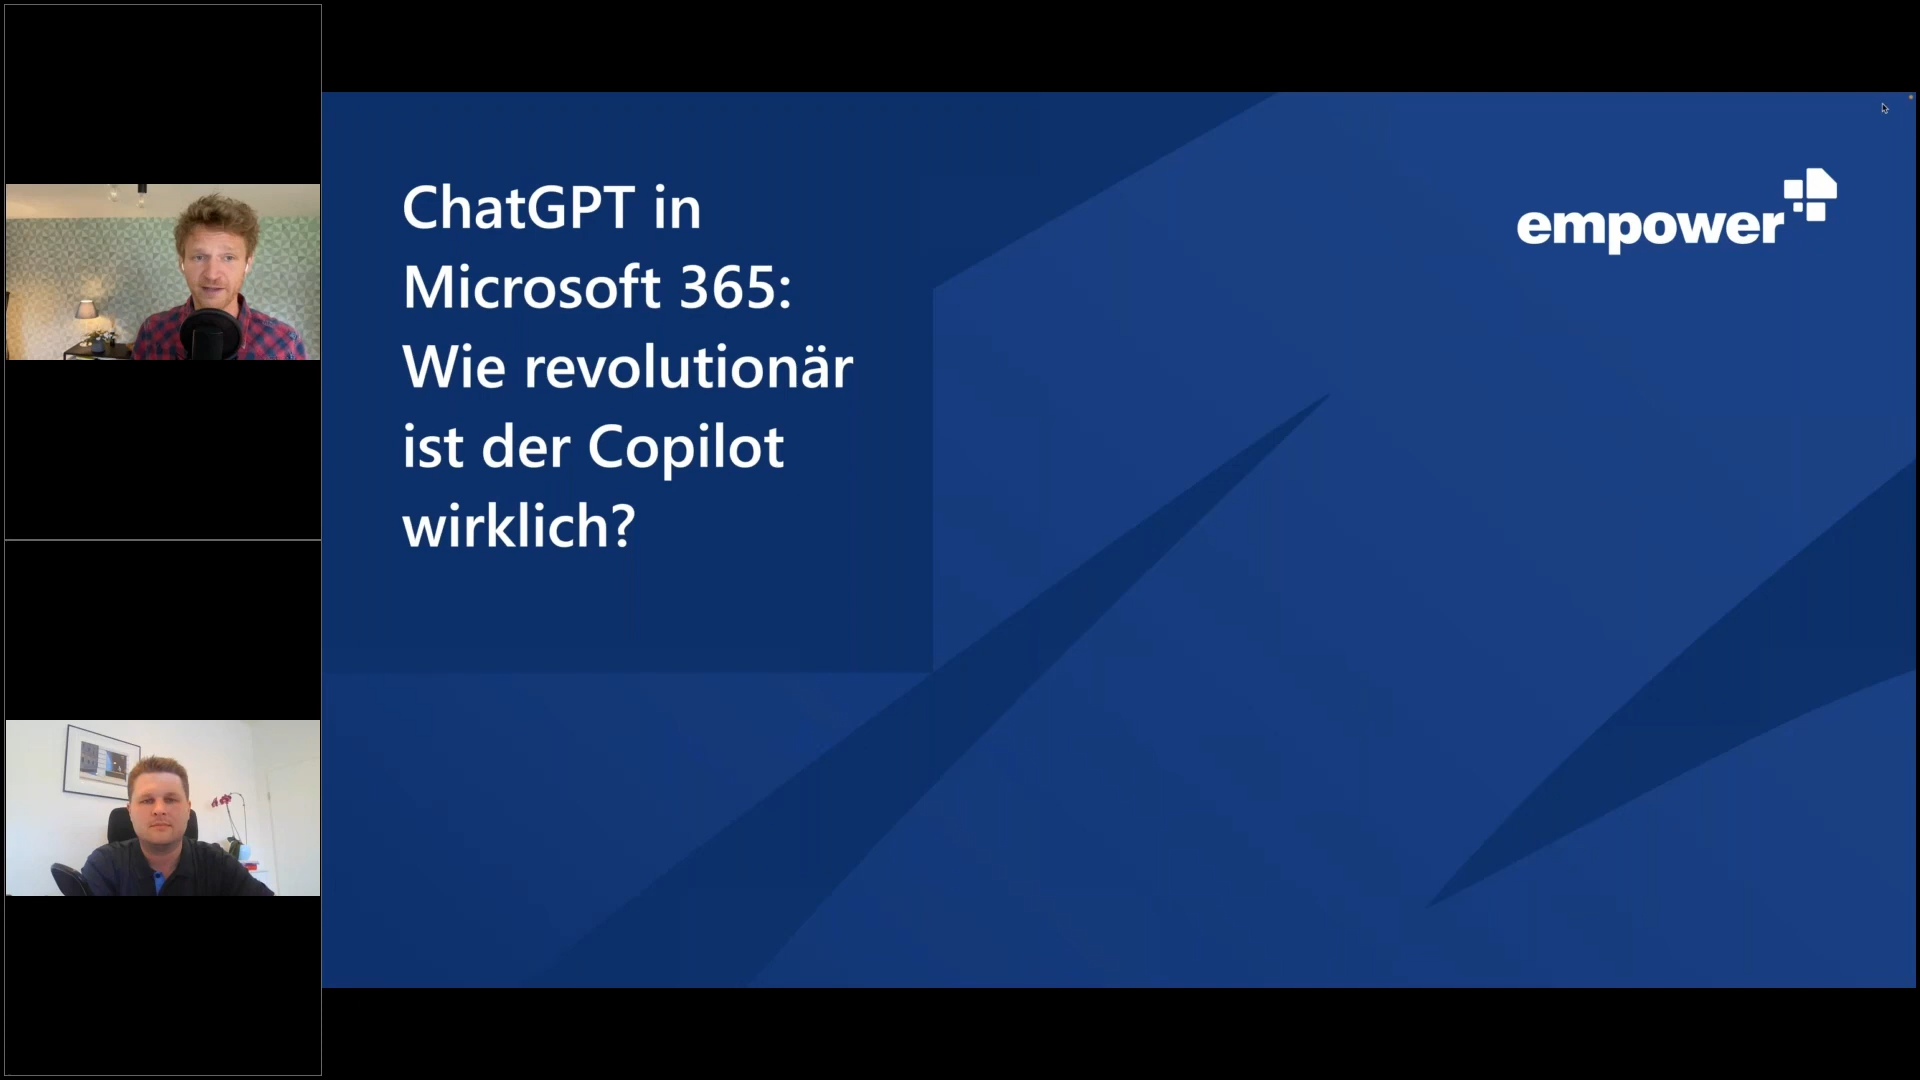 ChatGPT in
Microsoft 365:
Wie revolutionär
ist der Copilot
wirklich?
empower